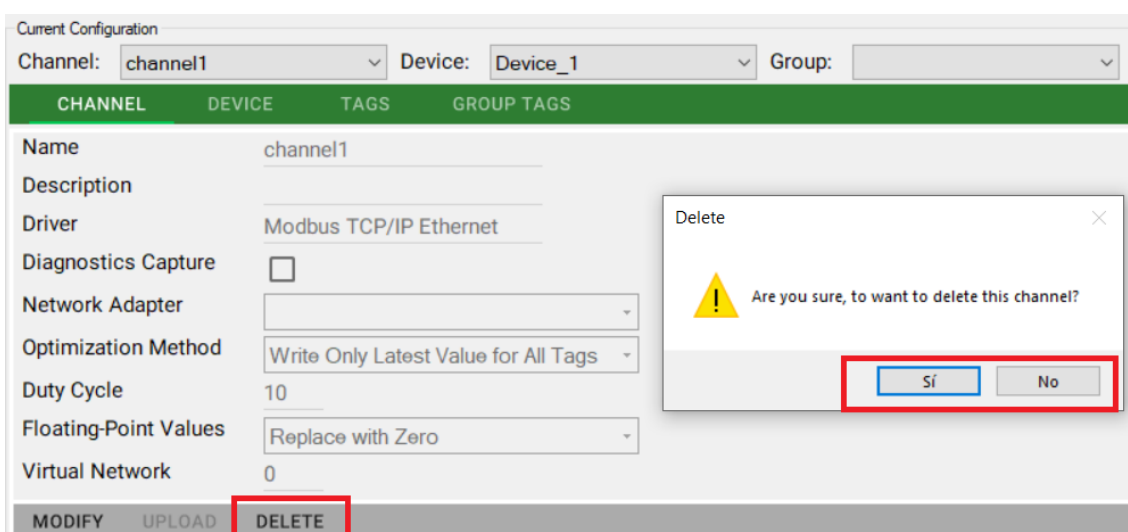 Current Configuration
Channel: channel1 Device: Device_1 Group:
CHANNEL DEVICE TAGS GROUP TAGS
Name channel1
Description
Driver Modbus TCP/IP Ethernet
Diagnostics Capture
Network Adapter
Optimization Method Write Only Latest Value for All Tags
Duty Cycle 10
Floating-Point Values Replace with Zero
Virtual Network 0
MODIFY UPLOAD DELETE
Delete
Are you sure, to want to delete this channel?
Sí No